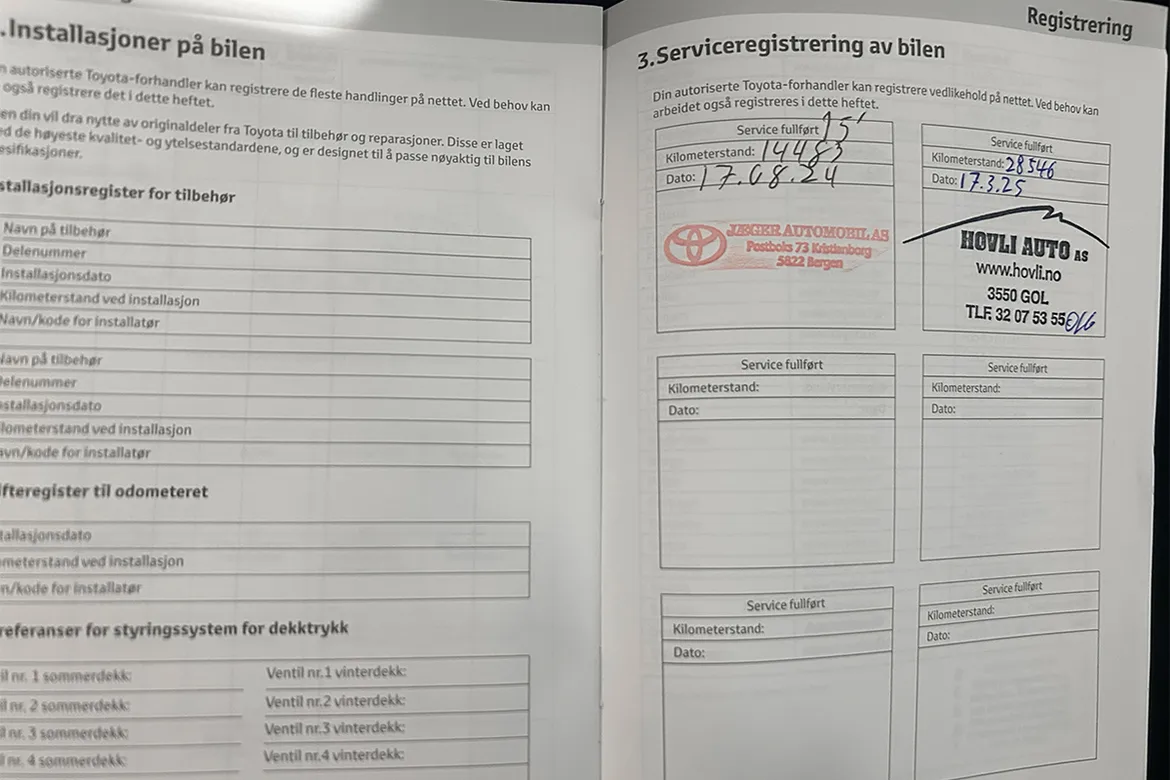 .Installasjoner på bilen
n autoriserte Toyota-forhandler kan registrere de fleste handlinger på nettet. Ved behov kan
også registrere det i dette heftet.
en din vil dra nytte av originaldeler fra Toyota til tilbehør og reparasjoner. Disse er laget
d de høyeste kvalitet- og ytelsestandardene, og er designet til å passe nøyaktig til bilens
esifikasjoner.
stallasjonsregister for tilbehør
Navn på tilbehør
Delenummer
Installasjonsdato
Kilometerstand ved installasjon
Navn/kode for installatør
Navn på tilbehør
Delenummer
nstallasjonsdato
lometerstand ved installasjon
avn/kode for installatør
ifteregister til odometeret
tallasjonsdato
meterstand ved installasjon
n/kode for installatør
referanser for styringssystem for dekktrykk
il nr. 1 sommerdekk: Ventil nr.1 vinterdekk:
il nr. 2 sommerdekk: Ventil nr.2 vinterdekk:
il nr. 3 sommerdekk: Ventil nr.3 vinterdekk:
il nr. 4 sommerdekk: Ventil nr.4 vinterdekk:
Registrering
3.Serviceregistrering av bilen
Din autoriserte Toyota-forhandler kan registrere vedlikehold på nettet. Ved behov kan
arbeidet også registreres i dette heftet.
Service fullført 15'
Kilometerstand: 14483
Dato: 17.08.24
JÆGER AUTOMOBIL AS
Postboks 73 Kristianborg
5822 Bergen
Service fullført
Kilometerstand: 28546
Dato: 17.3.25
HOVLI AUTO AS
www.hovli.no
3550 GOL
TLF. 32 07 53 55
Service fullført
Kilometerstand:
Dato:
Service fullført
Kilometerstand:
Dato:
Service fullført
Kilometerstand:
Dato:
Service fullført
Kilometerstand:
Dato: